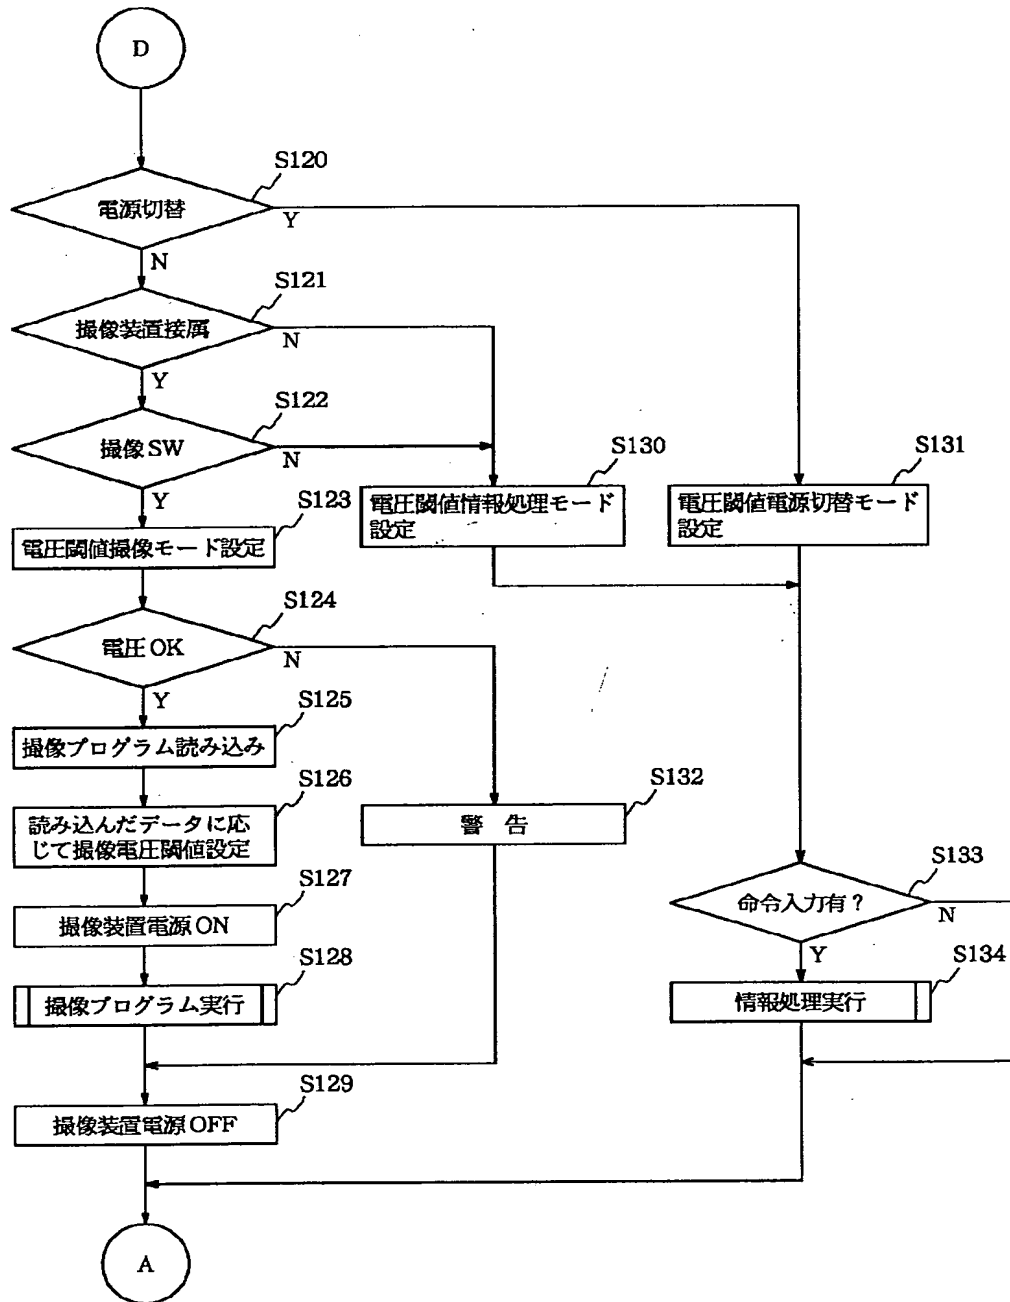 D
S120
電源切替
Y
N
S121
撮像装置接属
N
Y
S122
撮像SW
N
Y
S130
電圧閾値情報処理モード
設定
S131
電圧閾値電源切替モード
設定
S123
電圧閾値撮像モード設定
S124
電圧OK
N
Y
S125
撮像プログラム読み込み
S126
読み込んだデータに応
じて撮像電圧閾値設定
S132
警 告
S127
撮像装置電源ON
S133
命令入力有?
N
Y
S128
撮像プログラム実行
S134
情報処理実行
S129
撮像装置電源OFF
A